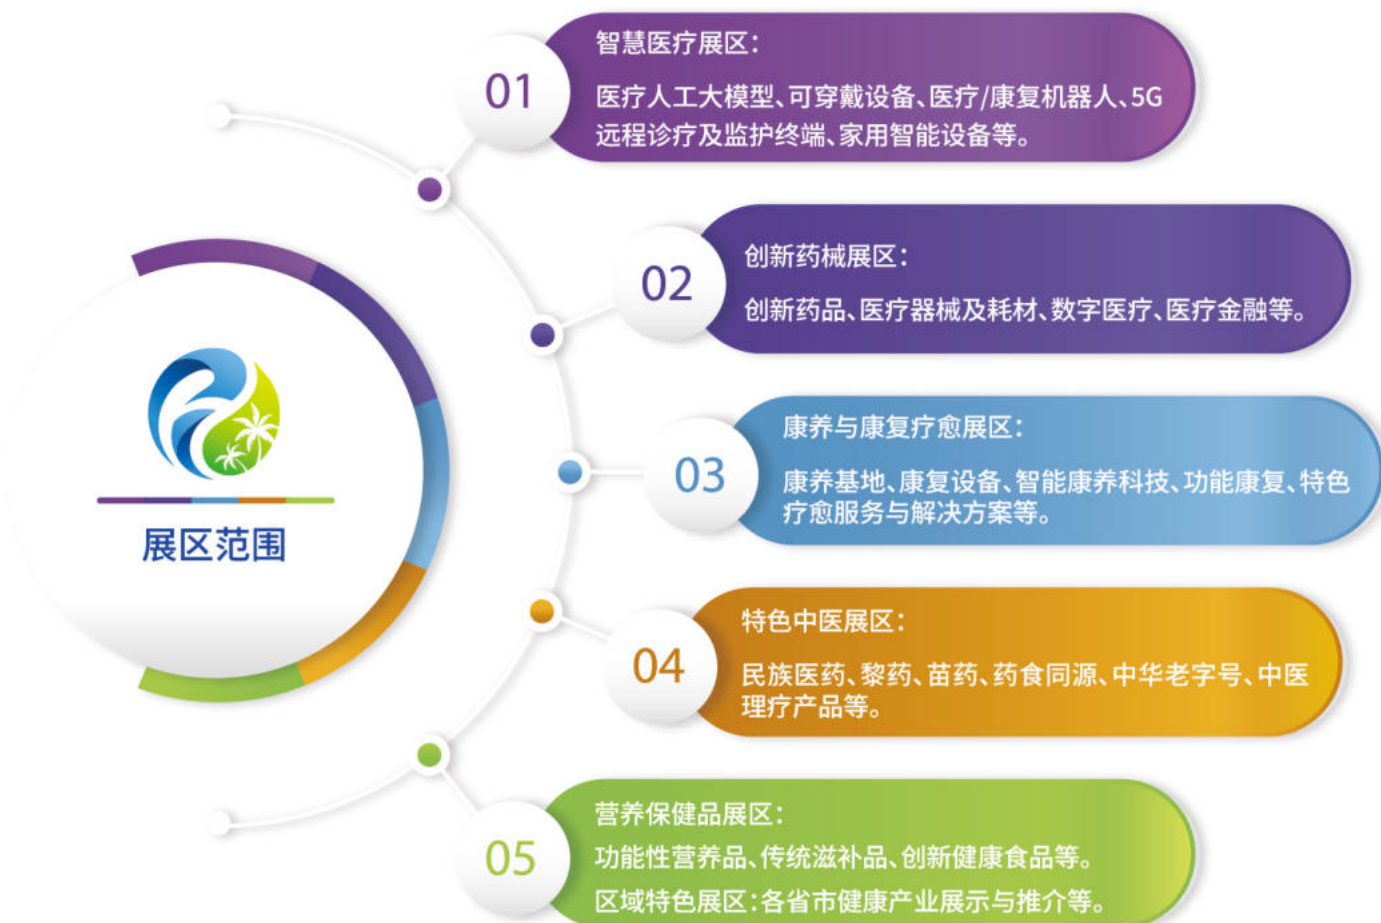 展区范围
01
智慧医疗展区：
医疗人工大模型、可穿戴设备、医疗/康复机器人、5G
远程诊疗及监护终端、家用智能设备等。
02
创新药械展区：
创新药品、医疗器械及耗材、数字医疗、医疗金融等。
03
康养与康复疗愈展区：
康养基地、康复设备、智能康养科技、功能康复、特色
疗愈服务与解决方案等。
04
特色中医展区：
民族医药、黎药、苗药、药食同源、中华老字号、中医
理疗产品等。
05
营养保健品展区：
功能性营养品、传统滋补品、创新健康食品等。
区域特色展区：各省市健康产业展示与推介等。